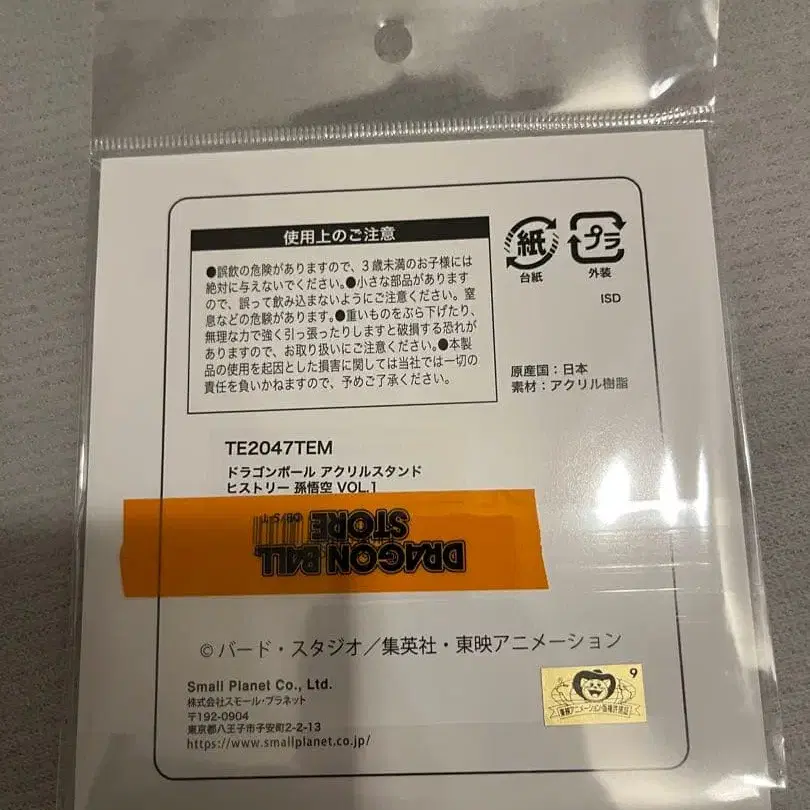 使用上のご注意
●誤飲の危険がありますので、3歳未満のお子様には
絶対に与えないでください。●小さな部品があります
ので、誤って飲み込まないようにご注意ください。窒
息などの危険があります。●重いものをぶら下げたり、
無理な力で強く引っ張ったりしますと破損する恐れが
ありますので、お取り扱いにご注意ください。●本製
品の使用を起因とした損害に関しては当社では一切の
責任を負いかねますので、予めご了承ください。
紙
台紙
プラ
外装
ISD
原産国：日本
素材：アクリル樹脂
TE2047TEM
ドラゴンボール アクリルスタンド
ヒストリー 孫悟空 VOL.1
DRAGON BALL
STORE
©バード・スタジオ／集英社・東映アニメーション
Small Planet Co., Ltd.
株式会社スモール・プラネット
〒192-0904
東京都八王子市子安町2-2-13
https://www.smallplanet.co.jp/
9
東映アニメーション版権許諾証